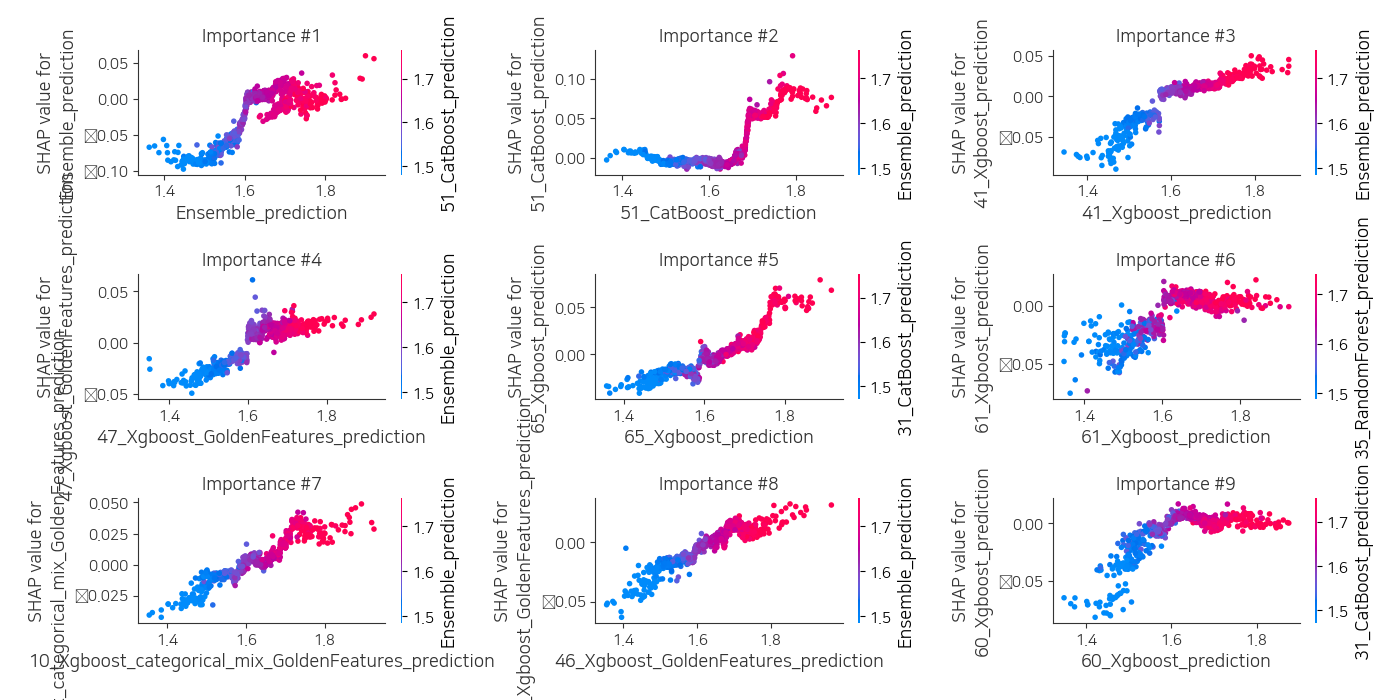 Importance #1
SHAP value for
Ensemble_prediction
0.05
0.00
0.05
0.10
1.4
1.6
1.8
Ensemble_prediction
1.7
1.6
1.5
51_CatBoost_prediction
Importance #2
SHAP value for
51_CatBoost_prediction
0.10
0.05
0.00
1.4
1.6
1.8
51_CatBoost_prediction
1.7
1.6
1.5
Ensemble_prediction
Importance #3
SHAP value for
41_Xgboost_prediction
0.05
0.00
0.05
1.4
1.6
1.8
41_Xgboost_prediction
1.7
1.6
1.5
Ensemble_prediction
Importance #4
SHAP value for
47_Xgboost_GoldenFeatures_prediction
0.05
0.00
0.05
1.4
1.6
1.8
47_Xgboost_GoldenFeatures_prediction
1.7
1.6
1.5
Ensemble_prediction
Importance #5
SHAP value for
65_Xgboost_prediction
0.05
0.00
1.4
1.6
1.8
65_Xgboost_prediction
1.7
1.6
1.5
31_CatBoost_prediction
Importance #6
SHAP value for
61_Xgboost_prediction
0.00
0.05
1.4
1.6
1.8
61_Xgboost_prediction
1.7
1.6
1.5
35_RandomForest_prediction
Importance #7
SHAP value for
_categorical_mix_GoldenFeatures_prediction
0.050
0.025
0.000
0.025
1.4
1.6
1.8
10_Xgboost_categorical_mix_GoldenFeatures_prediction
1.7
1.6
1.5
Ensemble_prediction
Importance #8
SHAP value for
_Xgboost_GoldenFeatures_prediction
0.00
0.05
1.4
1.6
1.8
46_Xgboost_GoldenFeatures_prediction
1.7
1.6
1.5
Ensemble_prediction
Importance #9
SHAP value for
60_Xgboost_prediction
0.00
0.05
1.4
1.6
1.8
60_Xgboost_prediction
1.7
1.6
1.5
31_CatBoost_prediction